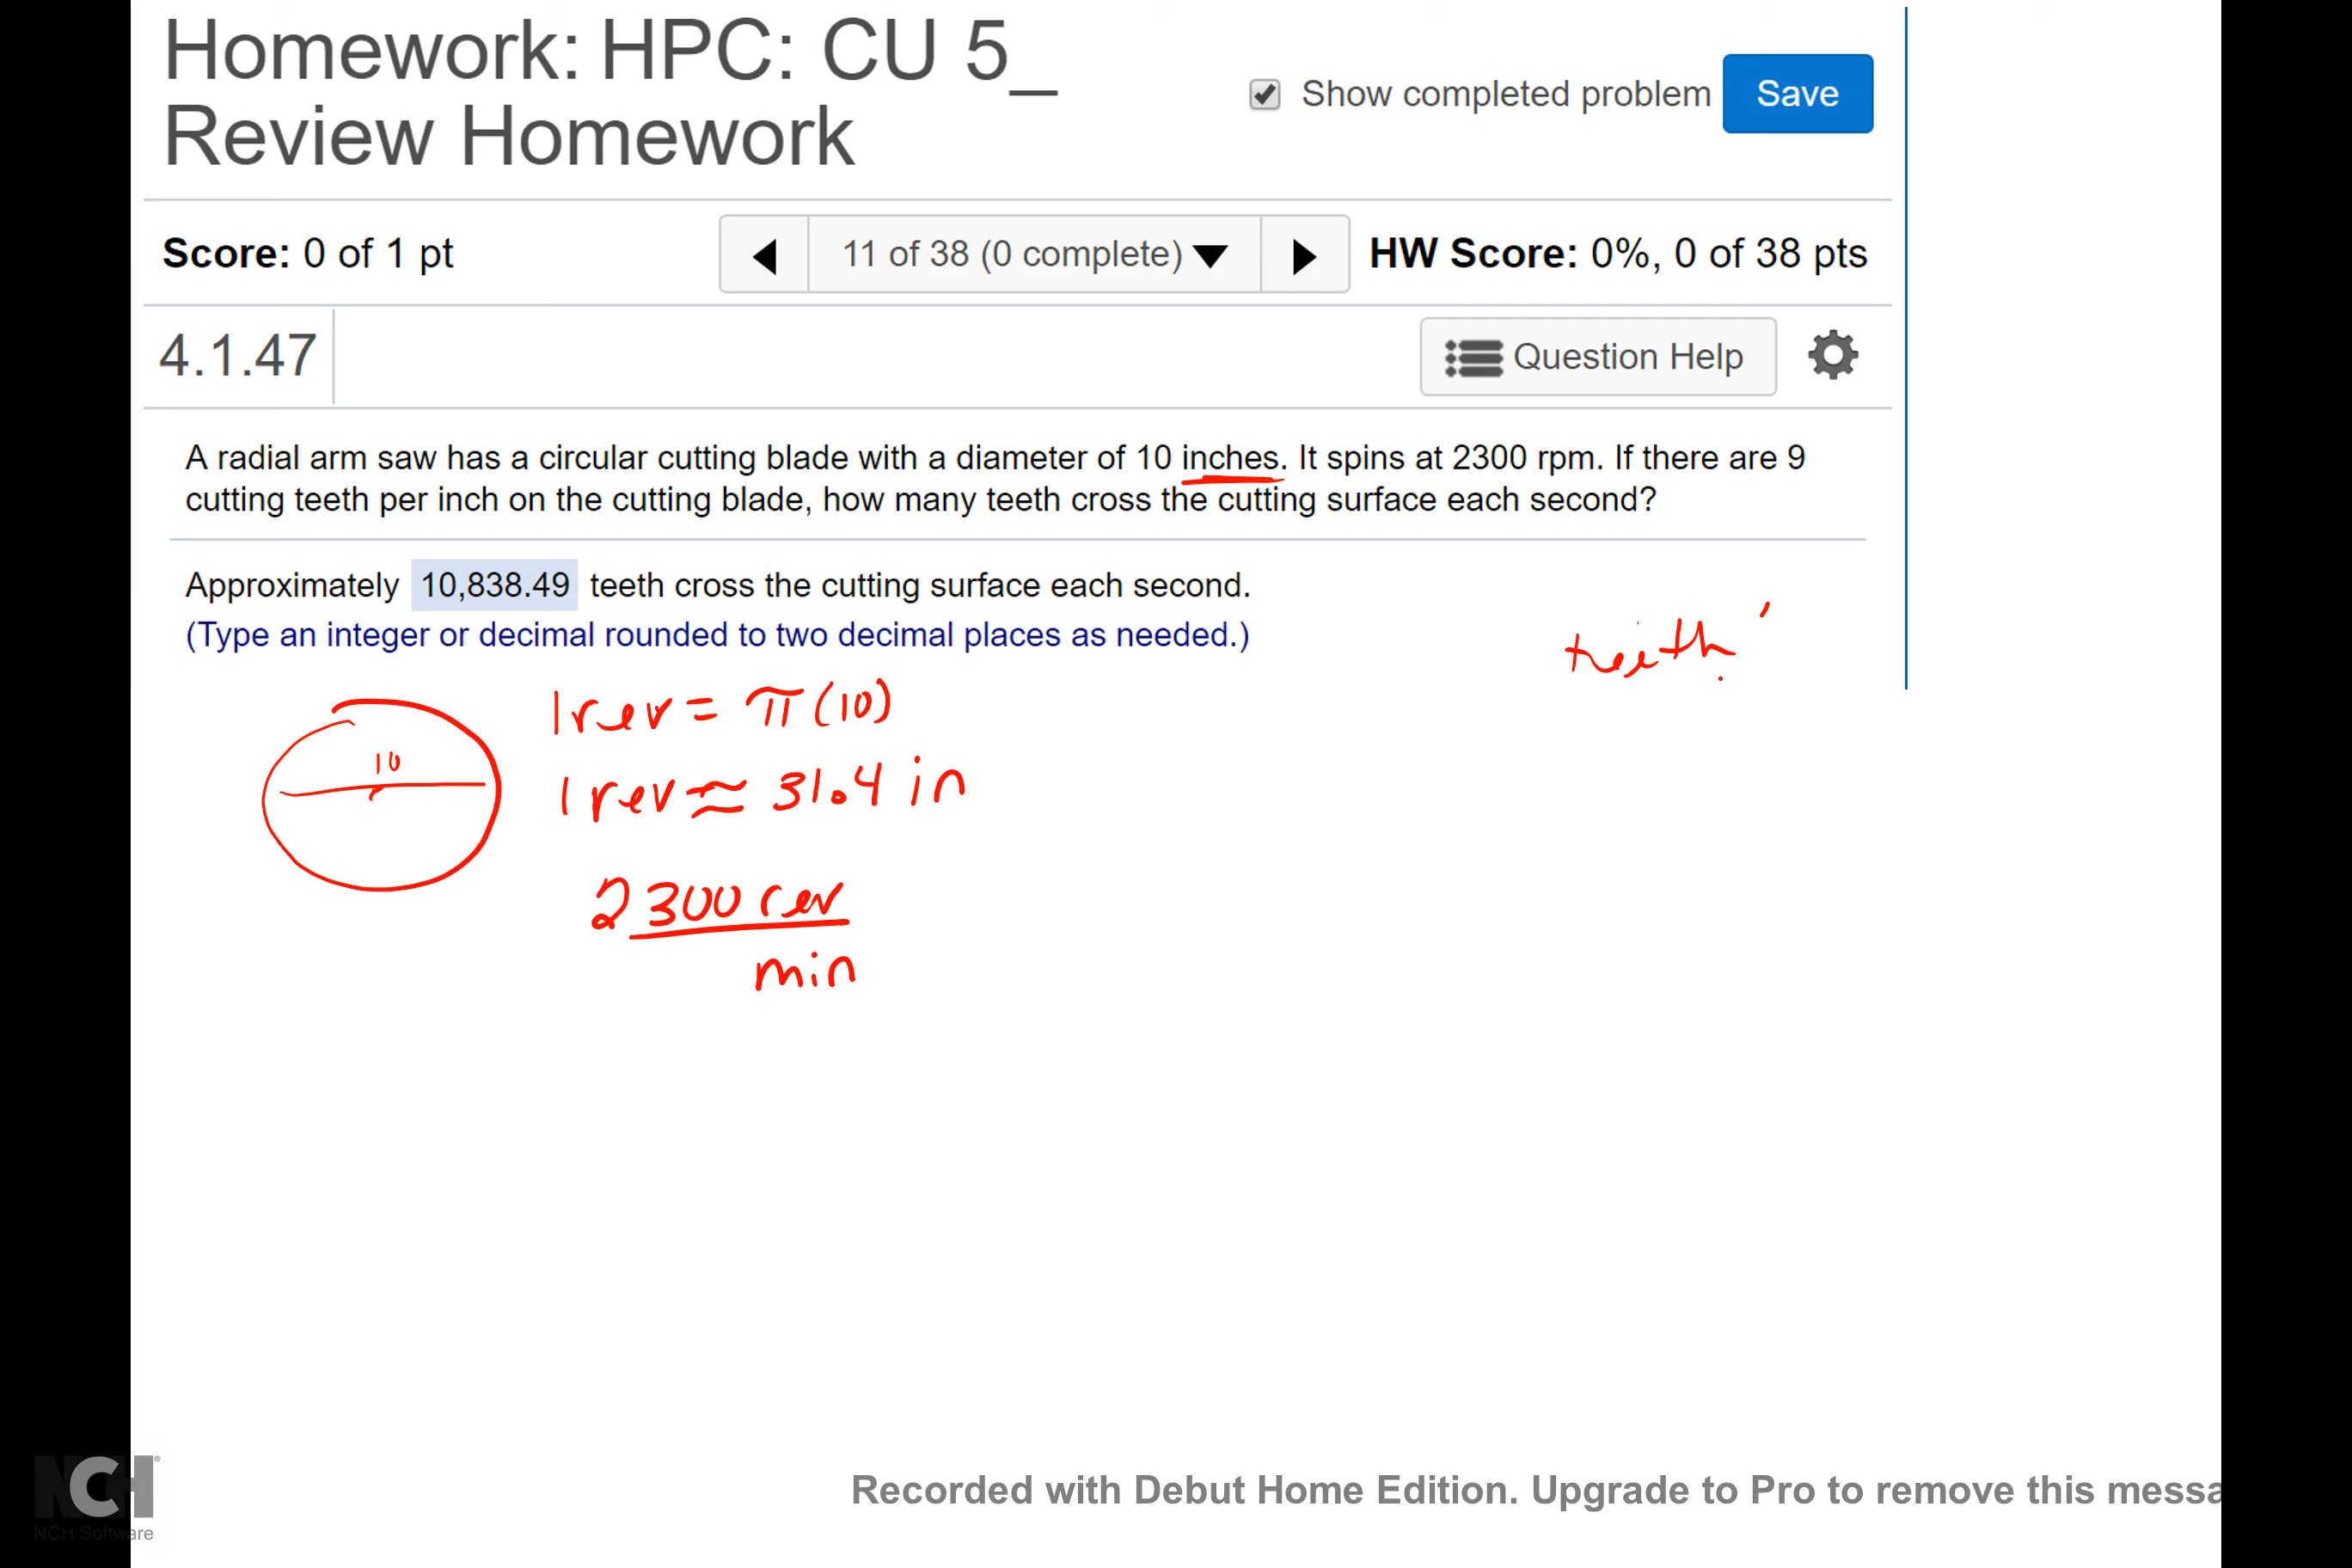 Homework: HPC: CU 5_
Review Homework
Show completed problem
Save
Score: 0 of 1 pt
11 of 38 (0 complete)
HW Score: 0%, 0 of 38 pts
4.1.47
Question Help
A radial arm saw has a circular cutting blade with a diameter of 10 inches. It spins at 2300 rpm. If there are 9
cutting teeth per inch on the cutting blade, how many teeth cross the cutting surface each second?
Approximately 10,838.49 teeth cross the cutting surface each second.
(Type an integer or decimal rounded to two decimal places as needed.)
teeth
1 rev = π (10)
10
1 rev ≈ 31.4 in
2300 rev
min
NCH®
NCH Software
Recorded with Debut Home Edition. Upgrade to Pro to remove this messa